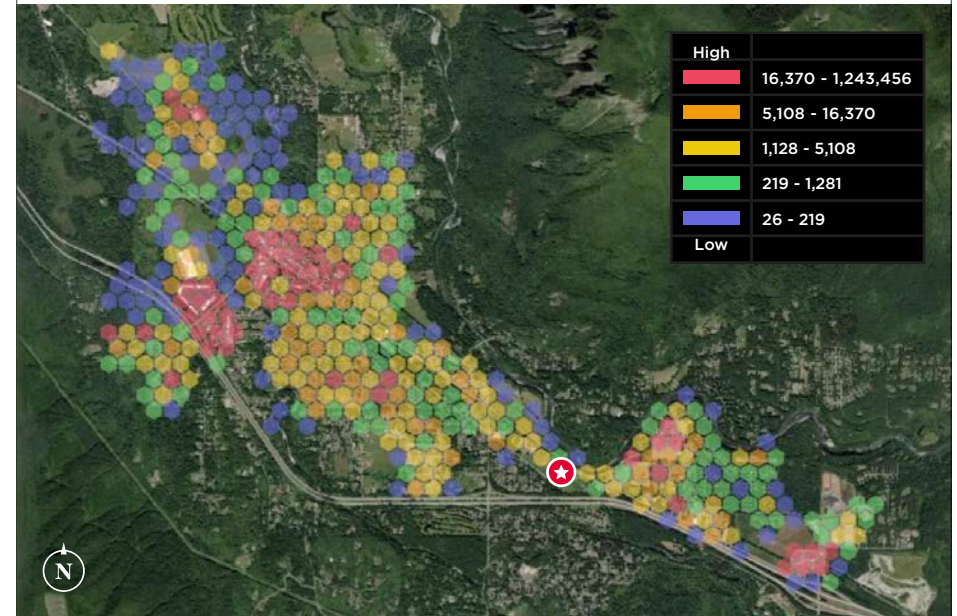 High
16,370 - 1,243,456
5,108 - 16,370
1,128 - 5,108
219 - 1,281
26 - 219
Low
N